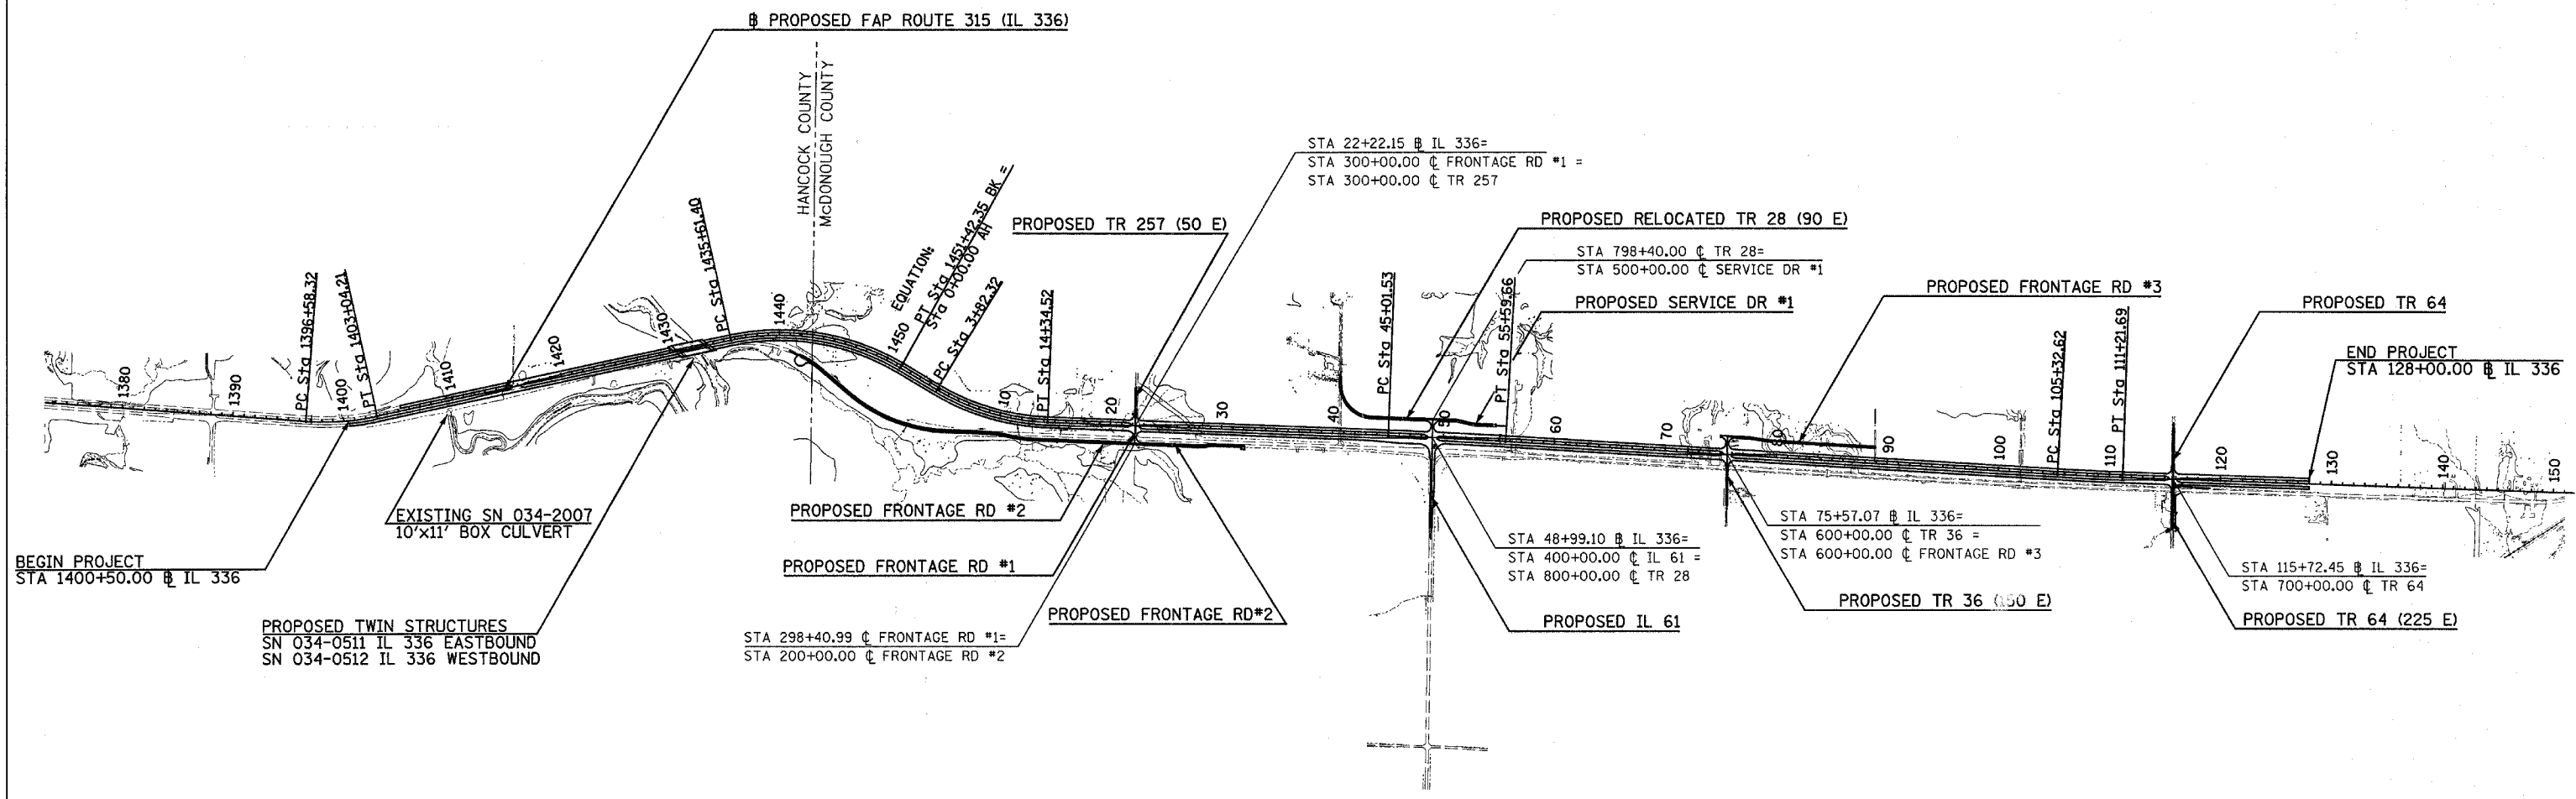 ℄ PROPOSED FAP ROUTE 315 (IL 336)
HANCOCK COUNTY
McDONOUGH COUNTY
STA 22+22.15 ℄ IL 336=
STA 300+00.00 ℄ FRONTAGE RD #1 =
STA 300+00.00 ℄ TR 257
PROPOSED TR 257 (50 E)
PROPOSED RELOCATED TR 28 (90 E)
STA 798+40.00 ℄ TR 28=
STA 500+00.00 ℄ SERVICE DR #1
PROPOSED SERVICE DR #1
PROPOSED FRONTAGE RD #3
PROPOSED TR 64
END PROJECT
STA 128+00.00 ℄ IL 336
EQUATION:
PT Sta 1451+42.35 BK =
Sta 0+00.00 AH
PC Sta 1396+58.32
PT Sta 1403+04.21
PC Sta 1435+61.40
PC Sta 3+82.32
PT Sta 14+34.52
PC Sta 45+01.53
PT Sta 55+59.66
PC Sta 105+32.62
PT Sta 111+21.69
1380
1390
1400
1410
1420
1430
1440
1450
10
20
30
40
50
60
70
80
90
100
110
120
130
140
150
EXISTING SN 034-2007
10'x11' BOX CULVERT
BEGIN PROJECT
STA 1400+50.00 ℄ IL 336
PROPOSED TWIN STRUCTURES
SN 034-0511 IL 336 EASTBOUND
SN 034-0512 IL 336 WESTBOUND
PROPOSED FRONTAGE RD #2
PROPOSED FRONTAGE RD #1
PROPOSED FRONTAGE RD#2
STA 298+40.99 ℄ FRONTAGE RD #1=
STA 200+00.00 ℄ FRONTAGE RD #2
STA 48+99.10 ℄ IL 336=
STA 400+00.00 ℄ IL 61 =
STA 800+00.00 ℄ TR 28
PROPOSED IL 61
STA 75+57.07 ℄ IL 336=
STA 600+00.00 ℄ TR 36 =
STA 600+00.00 ℄ FRONTAGE RD #3
PROPOSED TR 36 (150 E)
STA 115+72.45 ℄ IL 336=
STA 700+00.00 ℄ TR 64
PROPOSED TR 64 (225 E)